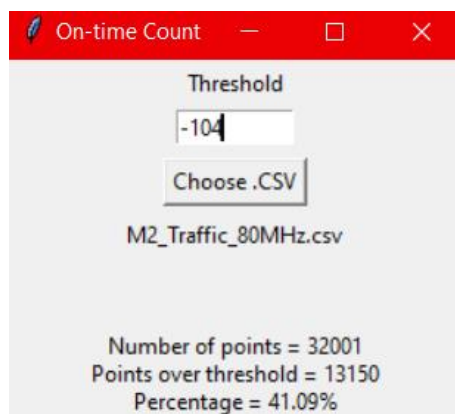 On-time Count
Threshold
-104
Choose .CSV
M2_Traffic_80MHz.csv
Number of points = 32001
Points over threshold = 13150
Percentage = 41.09%